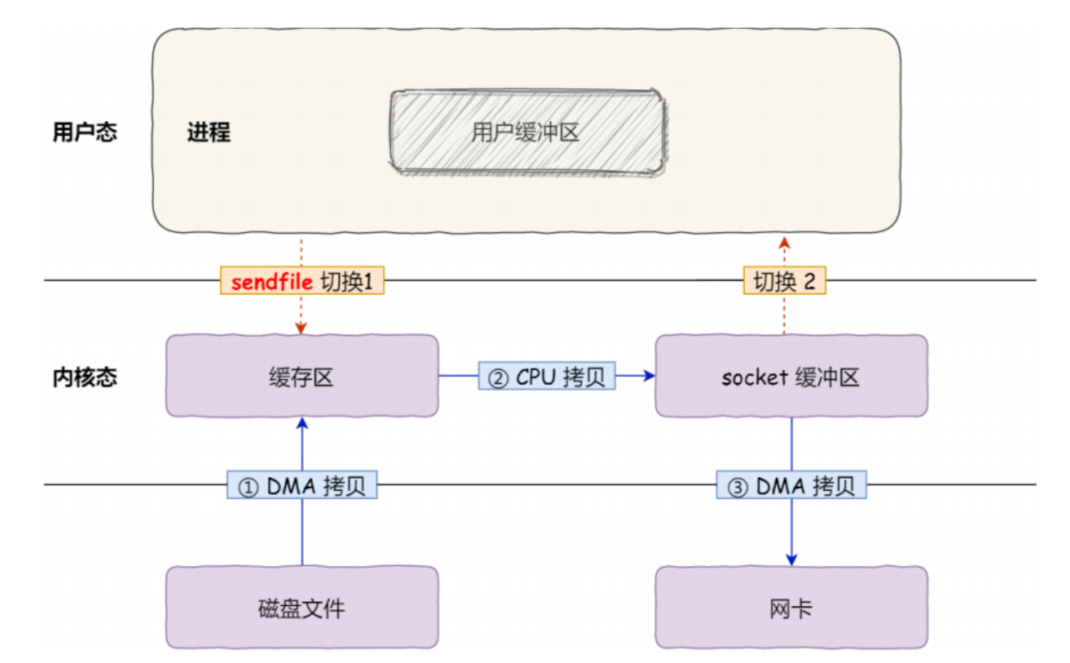 用户态
进程
用户缓冲区
sendfile 切换1
切换 2
内核态
缓存区
② CPU 拷贝
socket 缓冲区
① DMA 拷贝
③ DMA 拷贝
磁盘文件
网卡